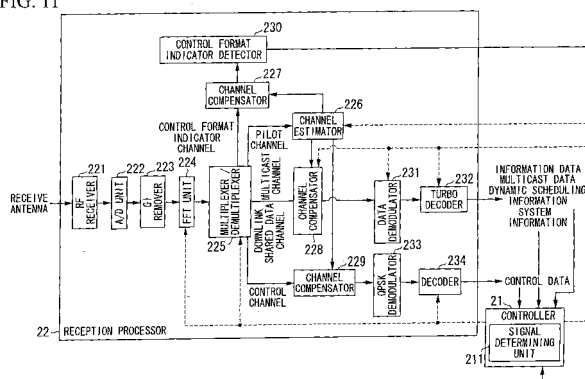 FIG. 11
230
CONTROL FORMAT
INDICATOR DETECTOR
227
CHANNEL
COMPENSATOR
226
CHANNEL
ESTIMATOR
CONTROL FORMAT
INDICATOR
CHANNEL
PILOT CHANNEL
MULTICAST
CHANNEL
DOWNLINK
SHARED DATA
CHANNEL
RECEIVE
ANTENNA
221
RF
RECEIVER
222
A/D UNIT
223
GI
REMOVER
224
FFT UNIT
MULTIPLEXER/
DEMULTIPLEXER
225
CHANNEL
COMPENSATOR
228
231
DATA
DEMODULATOR
232
TURBO
DECODER
INFORMATION DATA
MULTICAST DATA
DYNAMIC SCHEDULING
INFORMATION
SYSTEM
INFORMATION
229
CHANNEL
COMPENSATOR
CONTROL
CHANNEL
233
QPSK
DEMODULATOR
234
DECODER
CONTROL DATA
21
CONTROLLER
SIGNAL
DETERMINING
UNIT
211
22
RECEPTION PROCESSOR